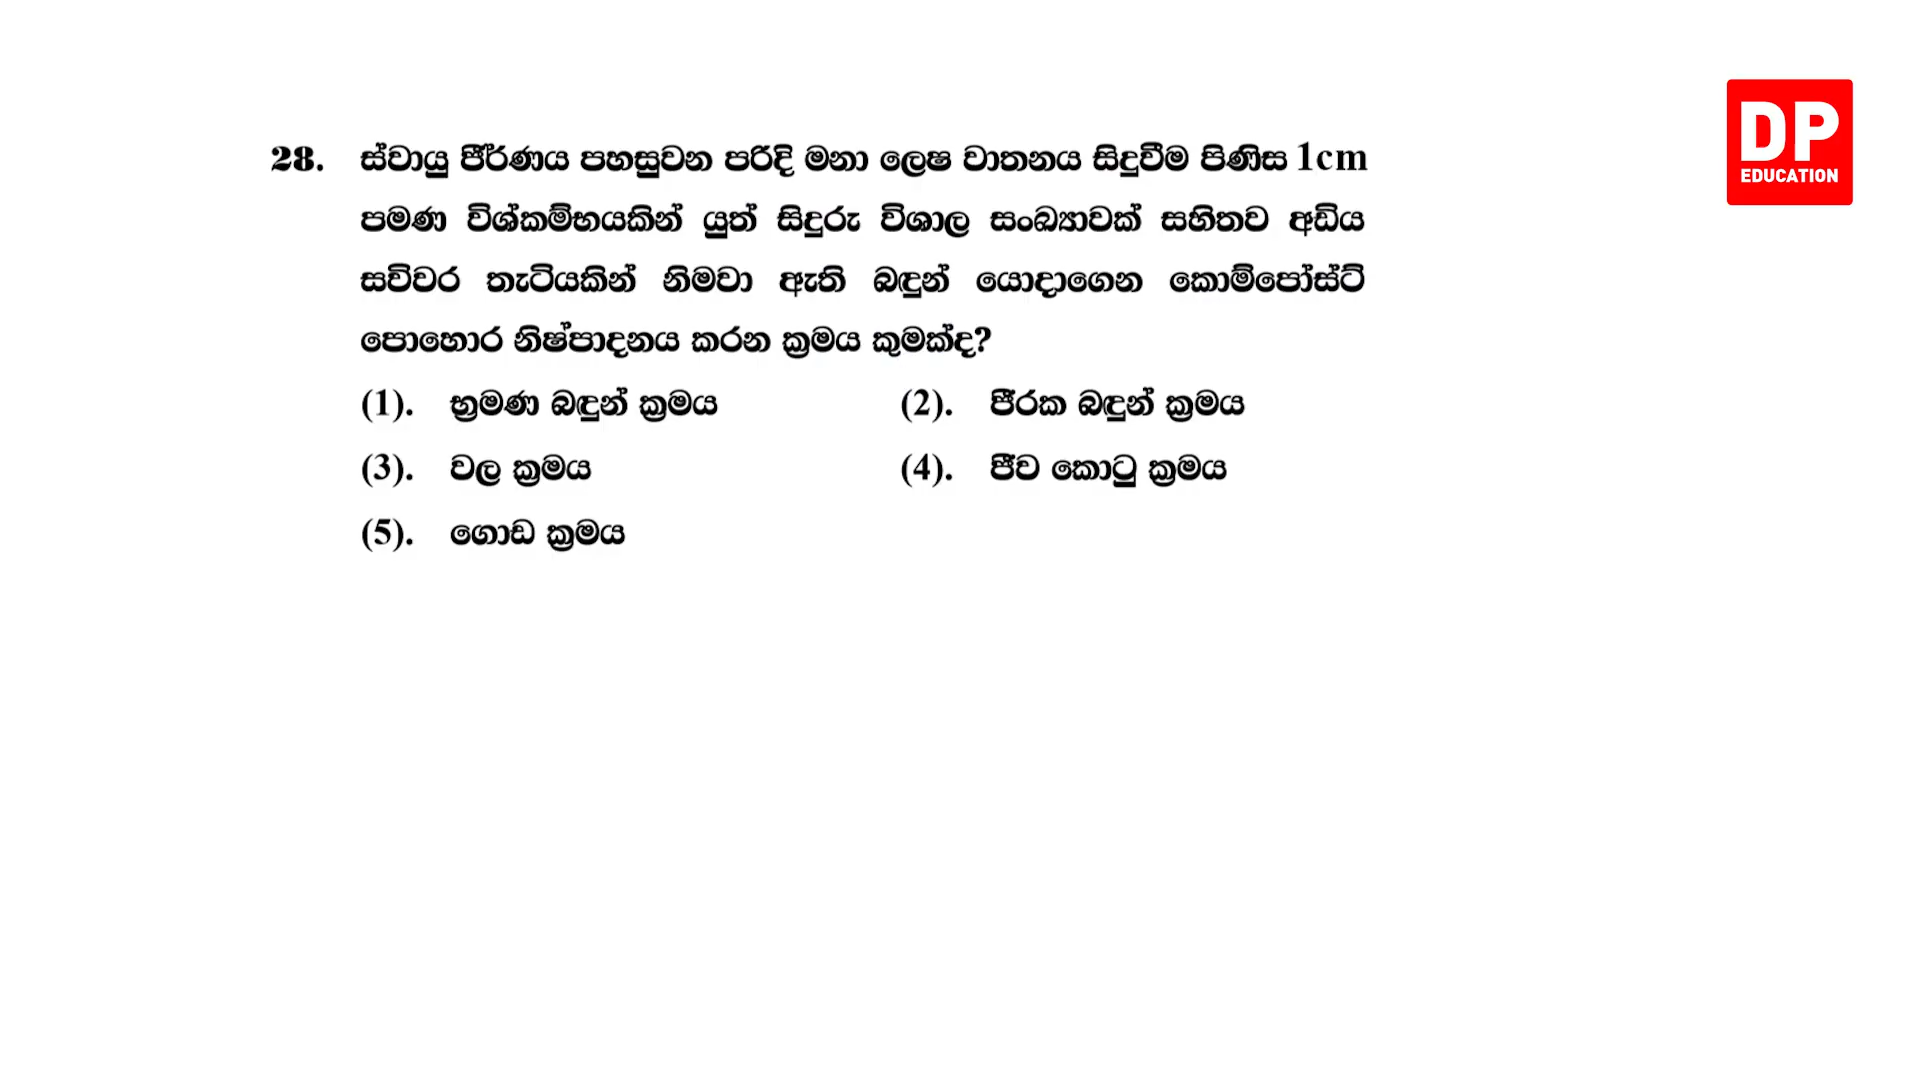 DP
EDUCATION
28. ස්වායු ජීර්ණය පහසුවන පරිදි මනා ලෙෂ වාතනය සිදුවීම පිණිස 1cm
පමණ විශ්කම්භයකින් යුත් සිදුරු විශාල සංඛ්‍යාවක් සහිතව අඩිය
සවිවර තැටියකින් නිමවා ඇති බඳුන් යොදාගෙන කොම්පෝස්ට්
පොහොර නිෂ්පාදනය කරන ක්‍රමය කුමක්ද?
(1). භ්‍රමණ බඳුන් ක්‍රමය (2). ජීරක බඳුන් ක්‍රමය
(3). වල ක්‍රමය (4). ජීව කොටු ක්‍රමය
(5). ගොඩ ක්‍රමය